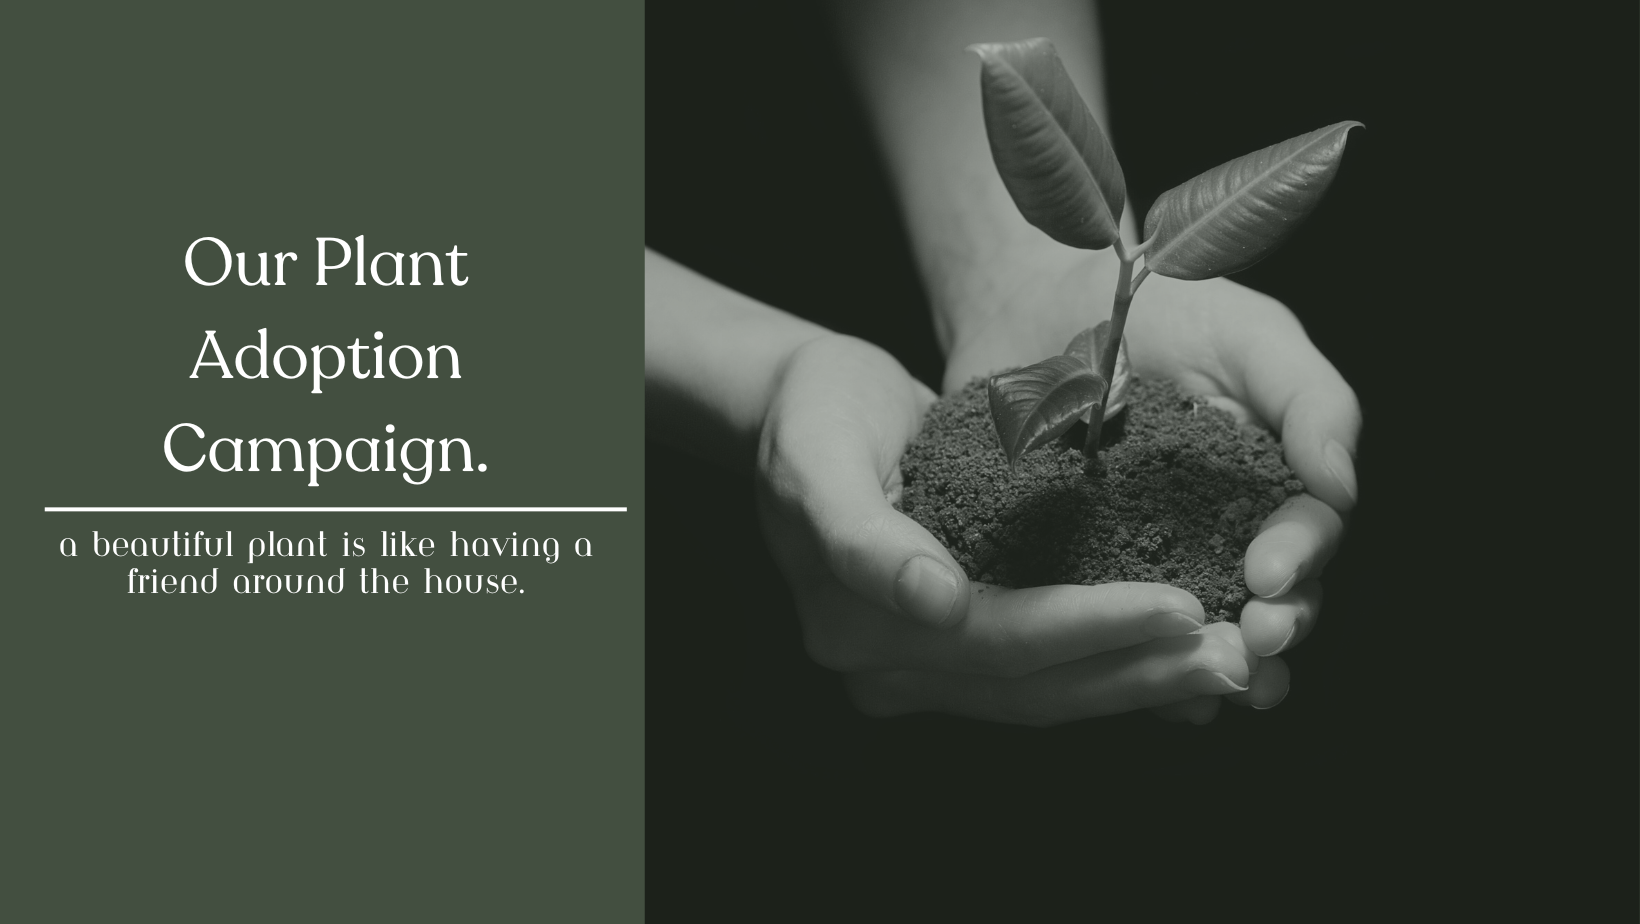 Our Plant
Adoption
Campaign.
a beautiful plant is like having a
friend around the house.